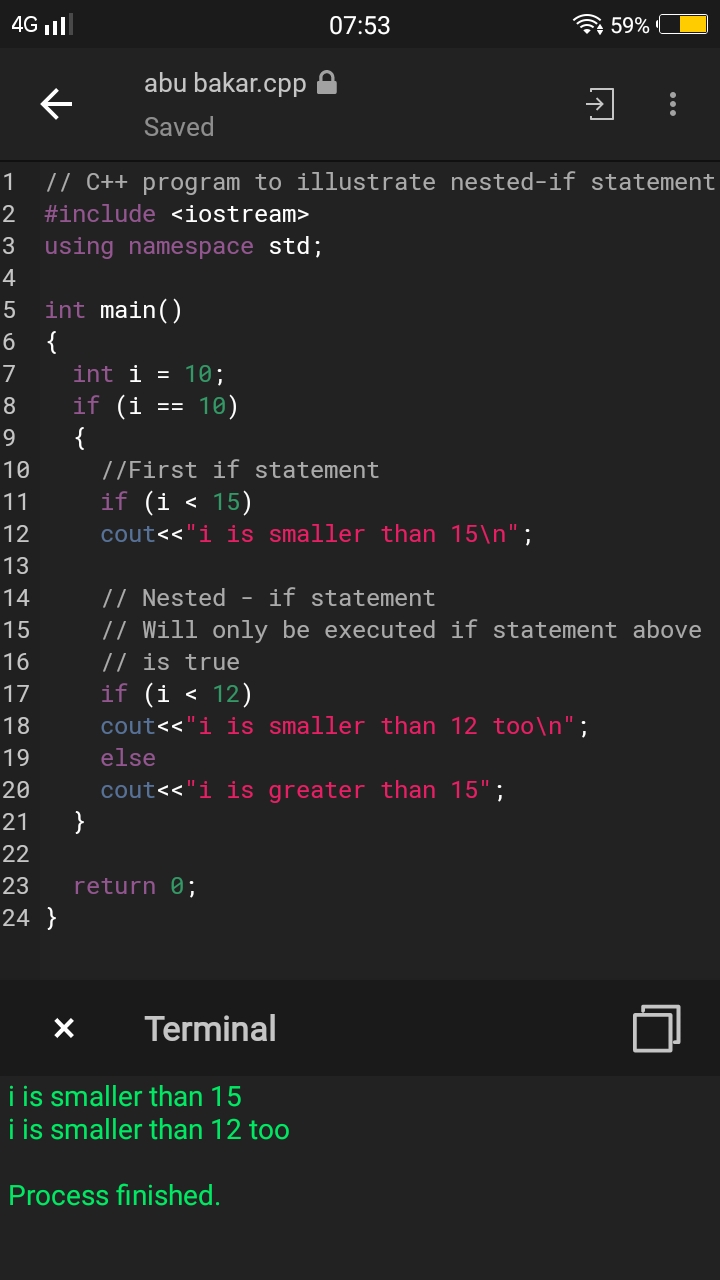 4G 07:53 59%
abu bakar.cpp
Saved
1 // C++ program to illustrate nested-if statement
2 #include <iostream>
3 using namespace std;
4
5 int main()
6 {
7   int i = 10;
8   if (i == 10)
9   {
10     //First if statement
11     if (i < 15)
12     cout<<"i is smaller than 15\n";
13
14     // Nested - if statement
15     // Will only be executed if statement above
16     // is true
17     if (i < 12)
18     cout<<"i is smaller than 12 too\n";
19     else
20     cout<<"i is greater than 15";
21   }
22
23   return 0;
24 }
× Terminal
i is smaller than 15
i is smaller than 12 too
Process finished.